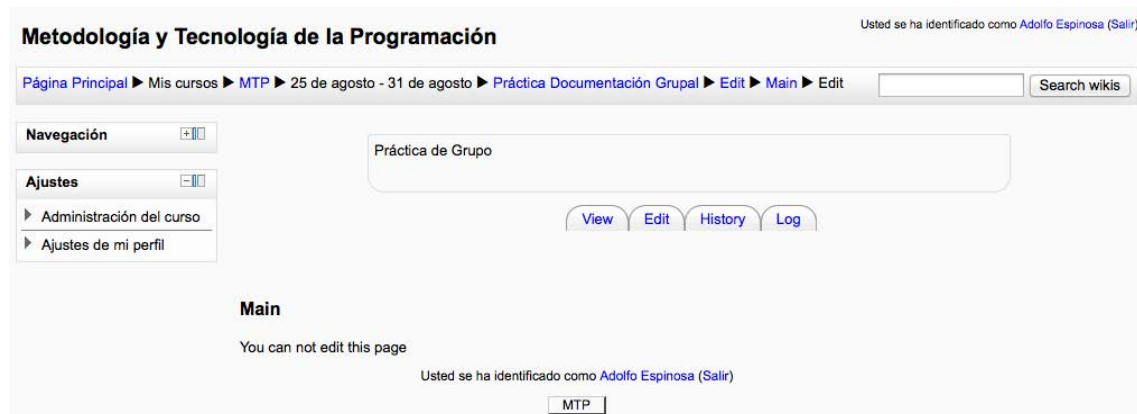 Usted se ha identificado como Adolfo Espinosa (Salir)
Metodología y Tecnología de la Programación
Página Principal ▶ Mis cursos ▶ MTP ▶ 25 de agosto - 31 de agosto ▶ Práctica Documentación Grupal ▶ Edit ▶ Main ▶ Edit
Search wikis
Navegación
Ajustes
Administración del curso
Ajustes de mi perfil
Práctica de Grupo
View Edit History Log
Main
You can not edit this page
Usted se ha identificado como Adolfo Espinosa (Salir)
MTP